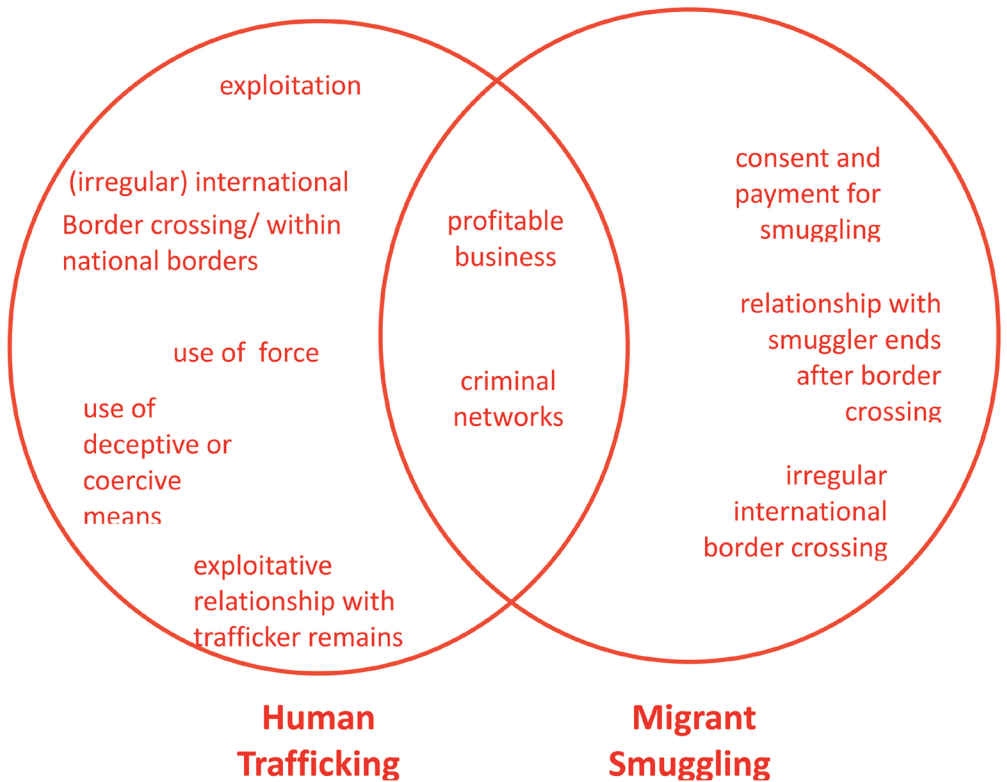 exploitation
(irregular) international
Border crossing/ within
national borders
use of  force
use of
deceptive or
coercive
means
exploitative
relationship with
trafficker remains
profitable
business
criminal
networks
consent and
payment for
smuggling
relationship with
smuggler ends
after border
crossing
irregular
international
border crossing
Human
Trafficking
Migrant
Smuggling